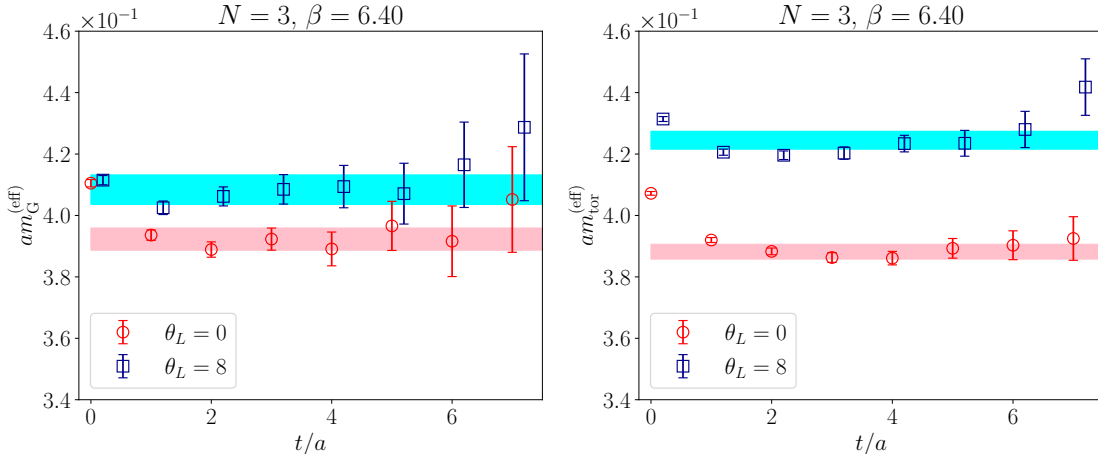 N = 3, β = 6.40
×10⁻¹
4.6
4.4
4.2
4.0
3.8
3.6
3.4
am_G^(eff)
θ_L = 0
θ_L = 8
0
2
4
6
t/a
N = 3, β = 6.40
×10⁻¹
4.6
4.4
4.2
4.0
3.8
3.6
3.4
am_tor^(eff)
θ_L = 0
θ_L = 8
0
2
4
6
t/a